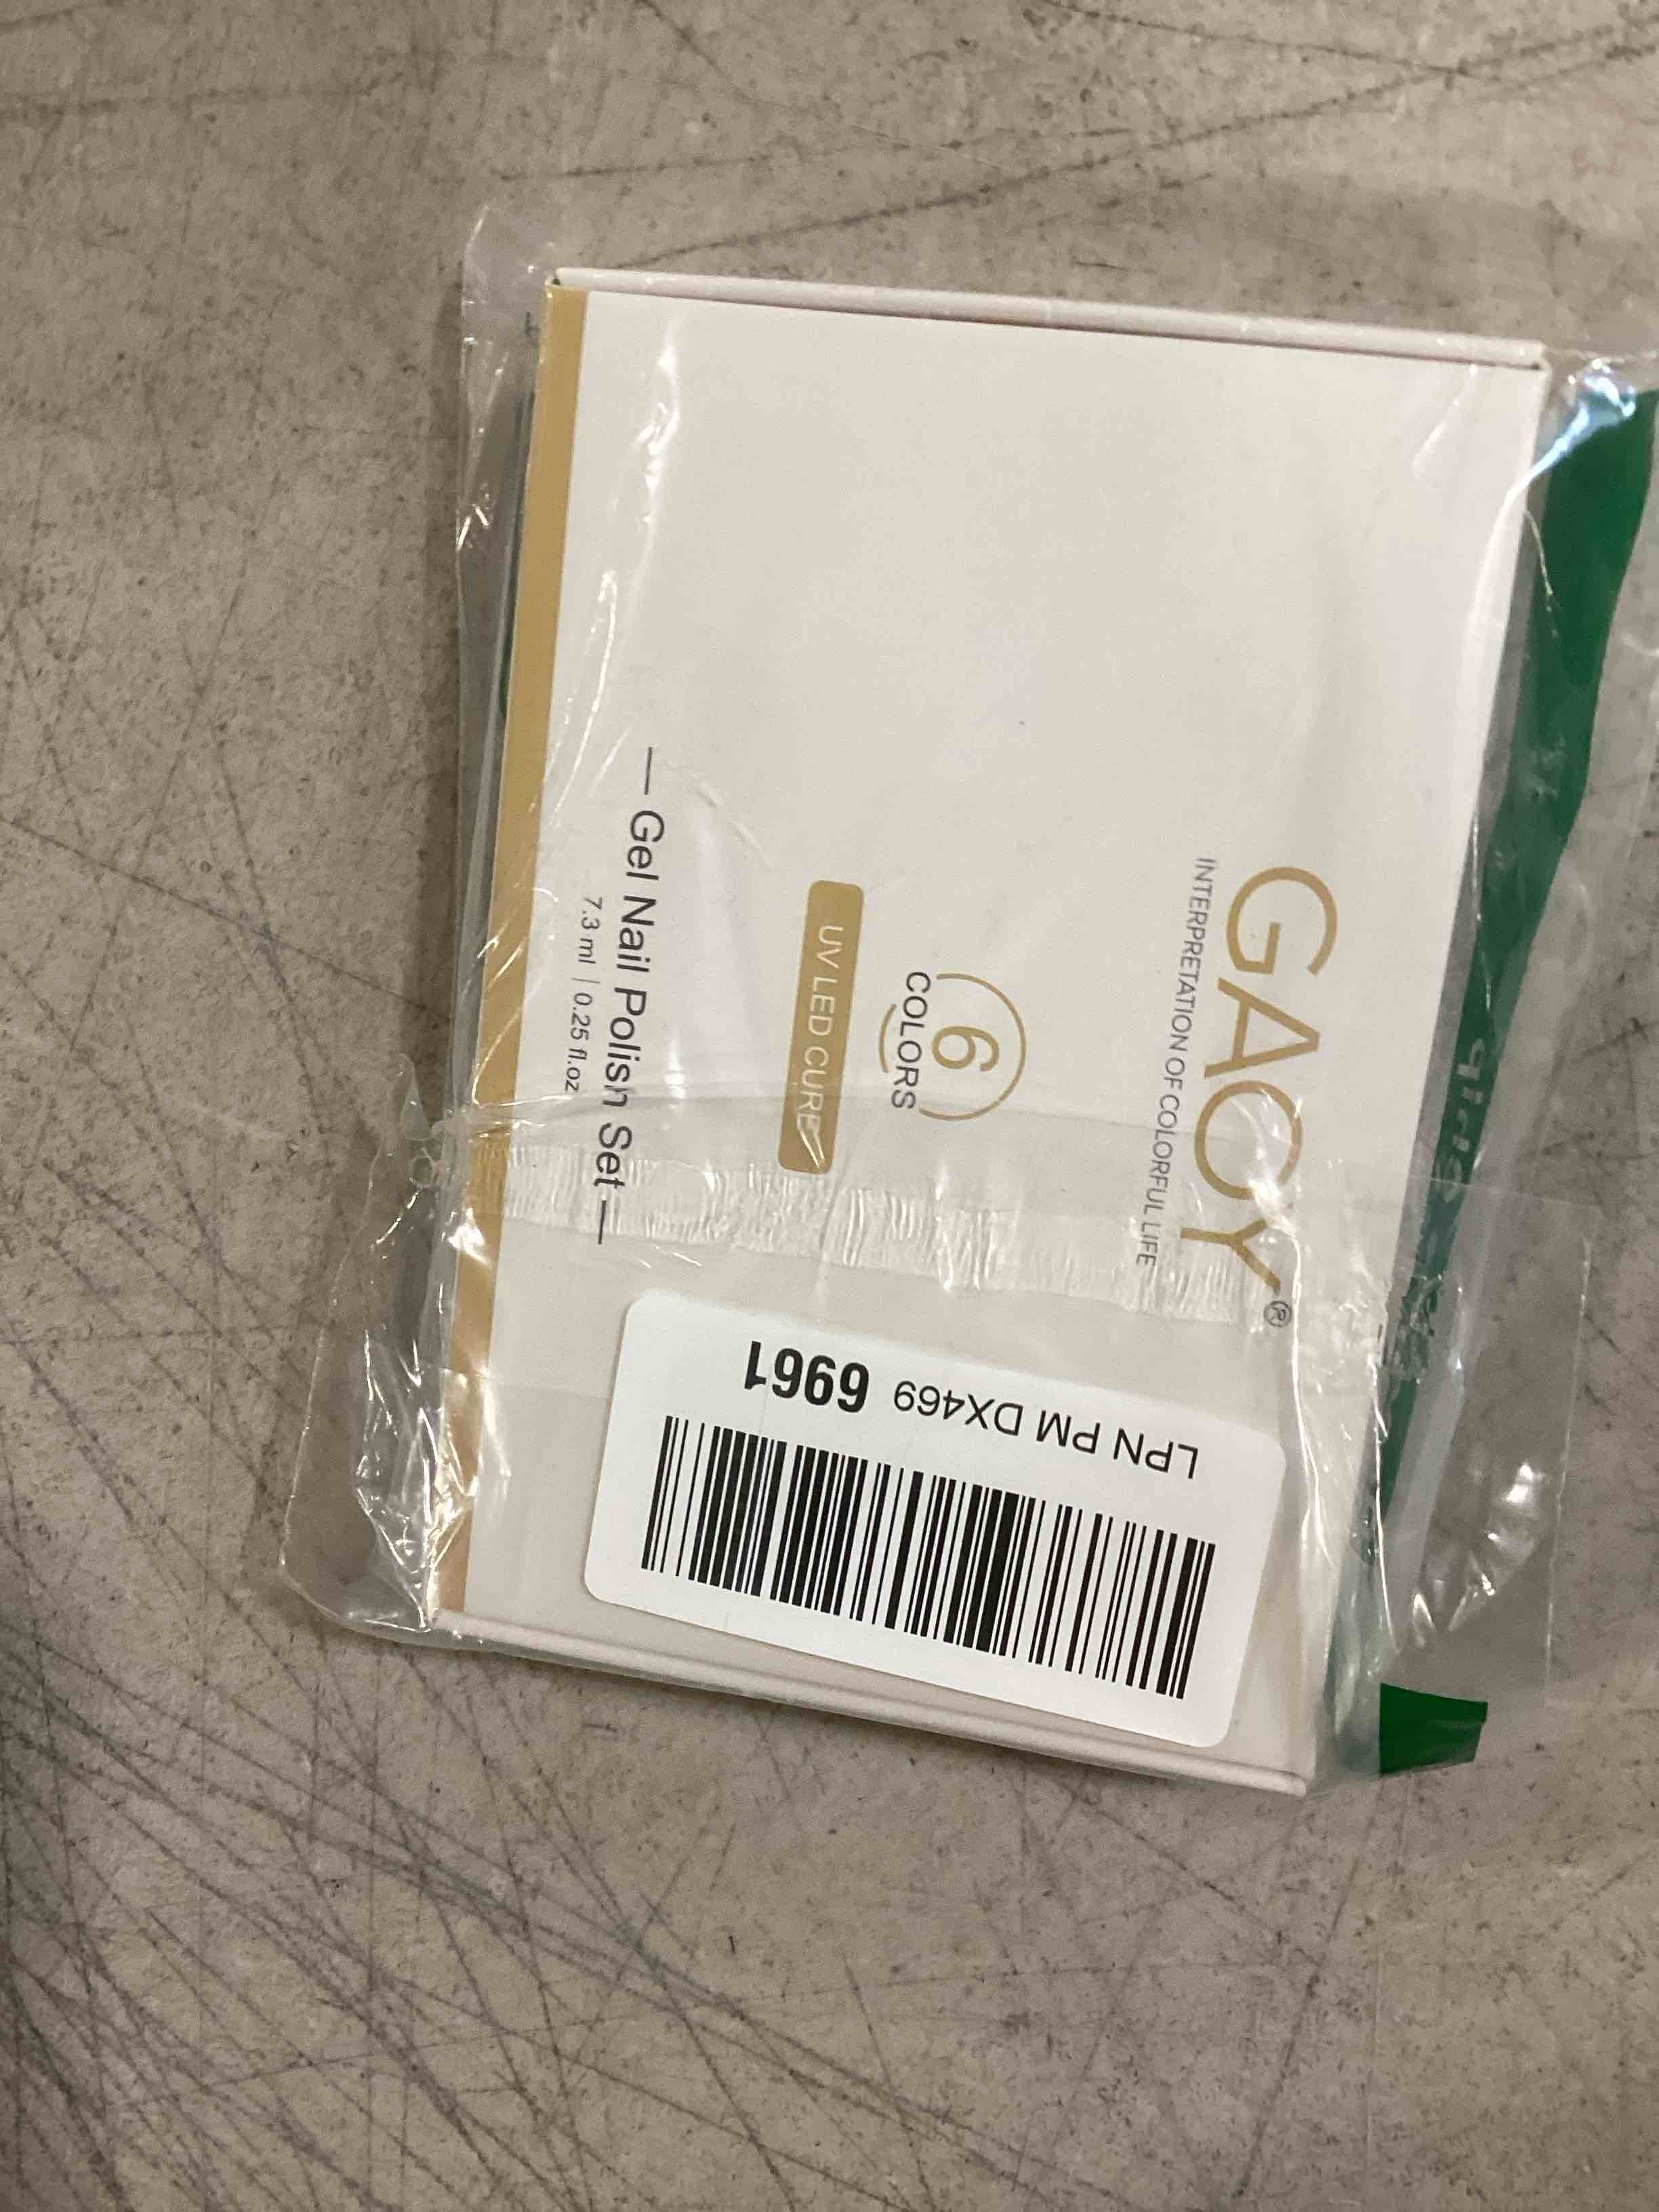 GAOY®
INTERPRETATION OF COLORFUL LIFE
6
COLORS
UV LED CURE
— Gel Nail Polish Set —
7.3 ml | 0.25 fl.oz
LPN PM DX469 6961